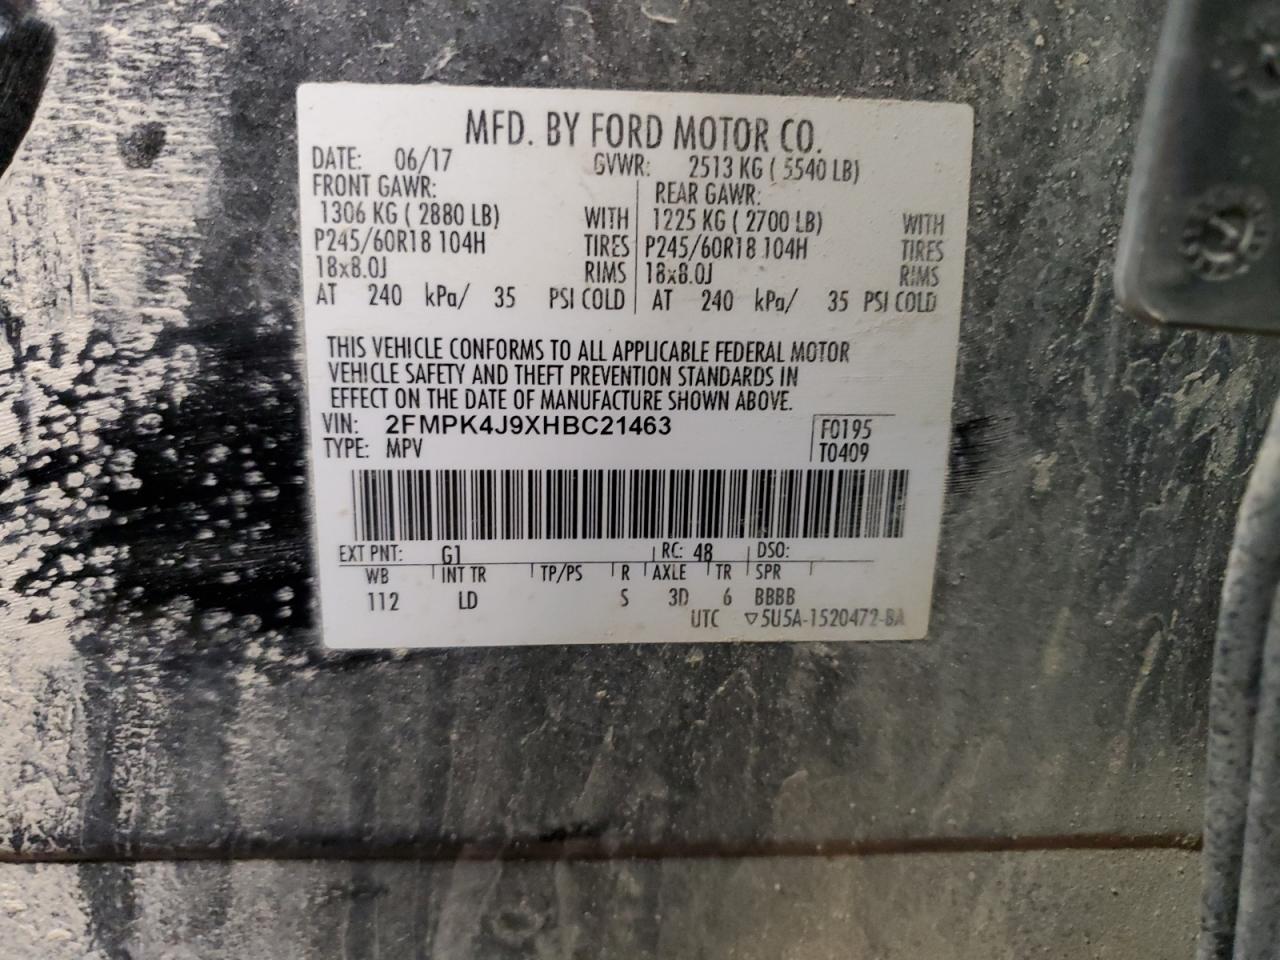 MFD. BY FORD MOTOR CO.
DATE: 06/17 GVWR: 2513 KG ( 5540 LB)
FRONT GAWR: REAR GAWR:
1306 KG ( 2880 LB) WITH 1225 KG ( 2700 LB) WITH
P245/60R18 104H TIRES P245/60R18 104H TIRES
18x8.0J RIMS 18x8.0J RIMS
AT 240 kPa/ 35 PSI COLD AT 240 kPa/ 35 PSI COLD
THIS VEHICLE CONFORMS TO ALL APPLICABLE FEDERAL MOTOR
VEHICLE SAFETY AND THEFT PREVENTION STANDARDS IN
EFFECT ON THE DATE OF MANUFACTURE SHOWN ABOVE.
VIN: 2FMPK4J9XHBC21463 F0195
TYPE: MPV T0409
EXT PNT: G1 RC: 48 DSO:
WB INT TR TP/PS R AXLE TR SPR
112 LD S 3D 6 BBBB
UTC ▽5U5A-1520472-BA